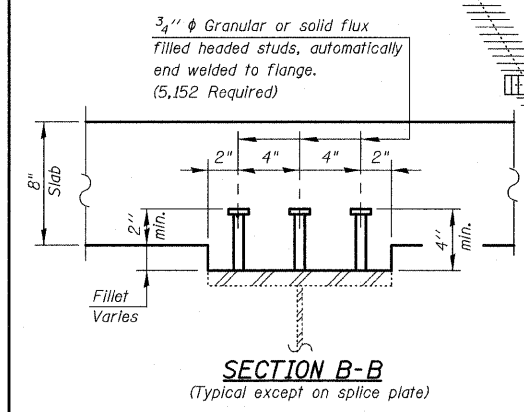 3/4" ϕ Granular or solid flux
filled headed studs, automatically
end welded to flange.
(5,152 Required)
2" 4" 4" 2"
8"
Slab
2"
min.
4"
min.
Fillet
Varies
SECTION B-B
(Typical except on splice plate)